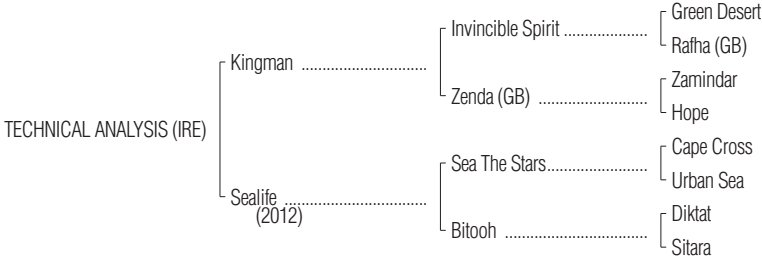 Green Desert
Invincible Spirit ......................
Rafha (GB)
Kingman ................................
Zamindar
Zenda (GB) ............................
Hope
TECHNICAL ANALYSIS (IRE)
Cape Cross
Sea The Stars..........................
Urban Sea
Sealife ....................................
(2012)
Diktat
Bitooh ....................................
Sitara